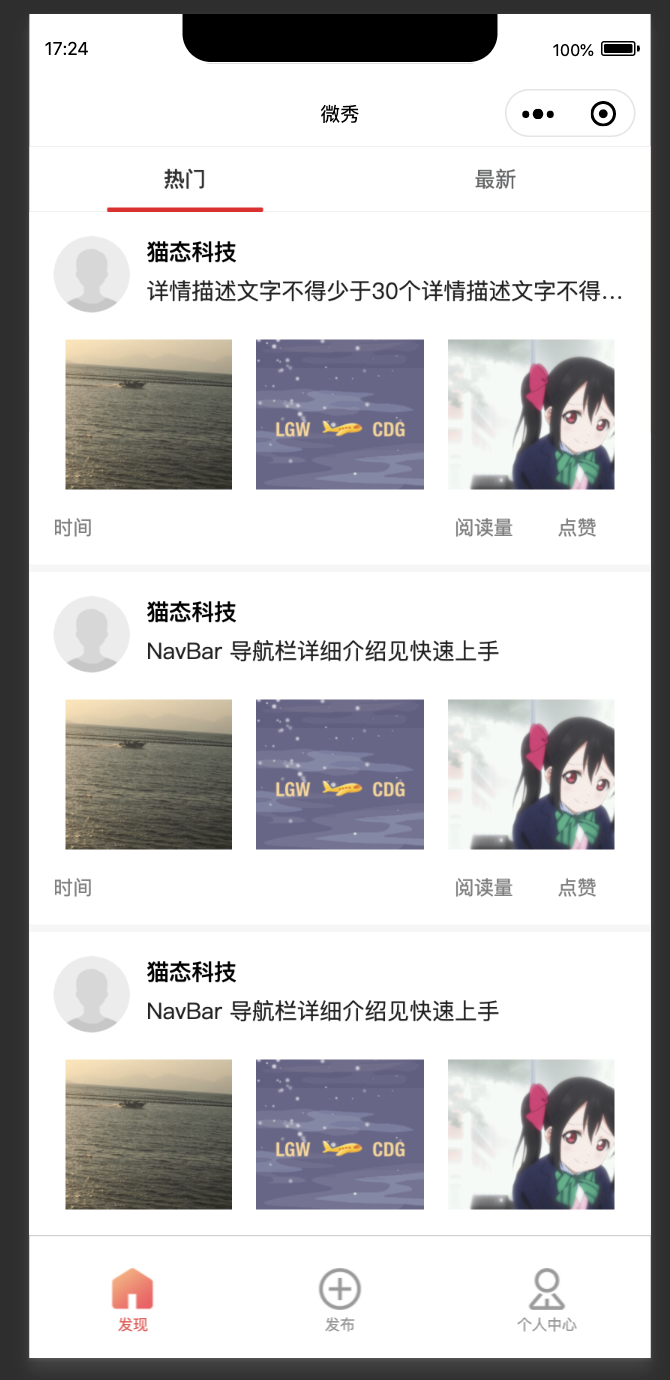 17:24
100%
微秀
热门
最新
猫态科技
详情描述文字不得少于30个详情描述文字不得...
LGW CDG
时间
阅读量
点赞
猫态科技
NavBar 导航栏详细介绍见快速上手
LGW CDG
时间
阅读量
点赞
猫态科技
NavBar 导航栏详细介绍见快速上手
LGW CDG
发现
发布
个人中心